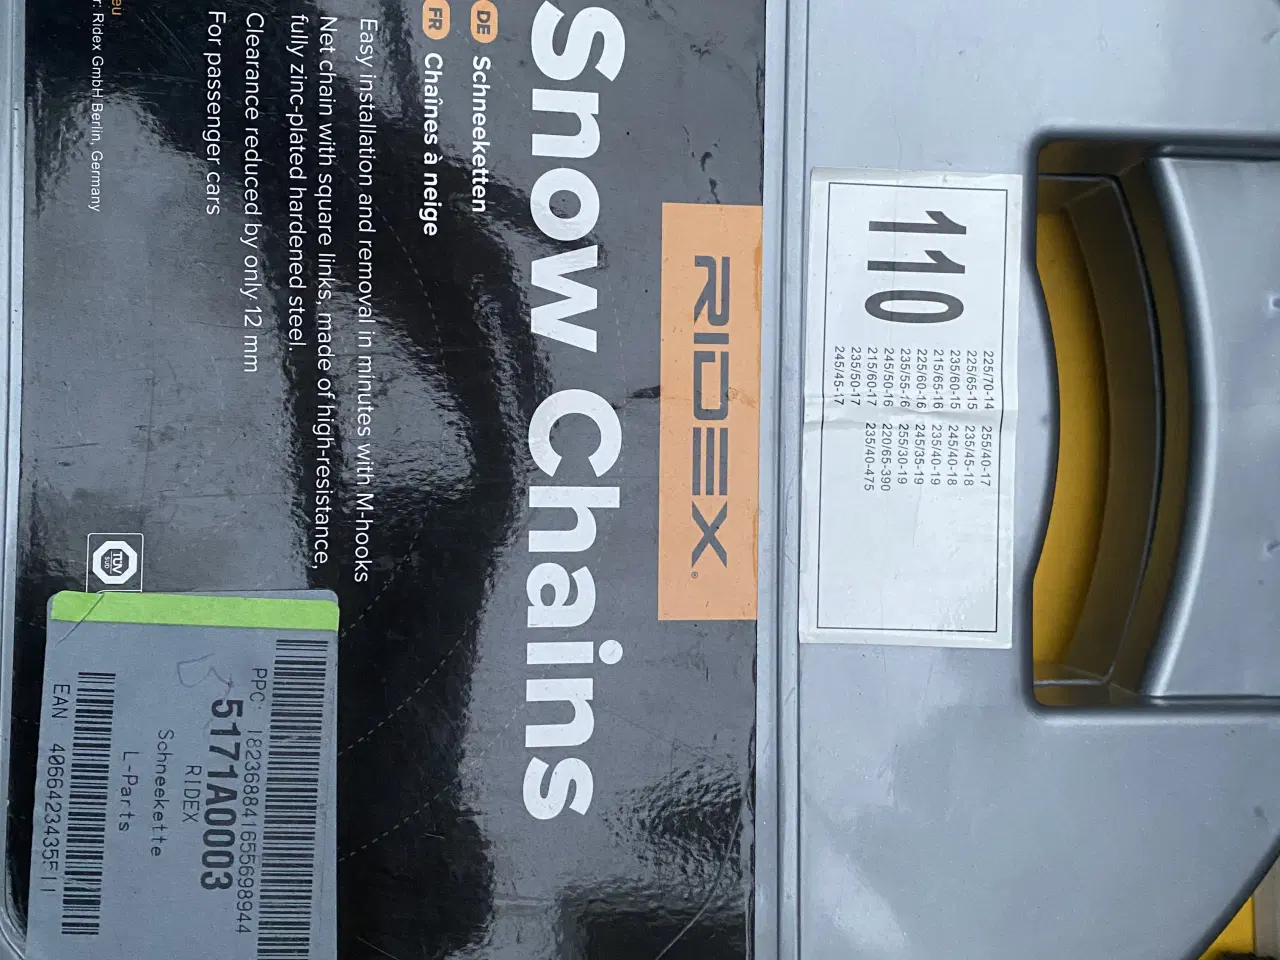 110
225/70-14 255/40-17
225/65-15 235/45-18
235/60-15 245/40-18
215/65-16 235/40-19
225/60-16 245/35-19
235/55-16 255/30-19
245/50-16 220/65-390
215/60-17 235/40-475
235/50-17
245/45-17
RIDEX®
Snow Chains
DE Schneeketten
FR Chaînes à neige
Easy installation and removal in minutes with M-hooks
Net chain with square links, made of high-resistance,
fully zinc-plated hardened steel.
Clearance reduced by only 12 mm
For passenger cars
eu
r: Ridex GmbH Berlin, Germany
TÜV
SÜD
PPC: 182368841655698944
5171A0003
RIDEX
Schneekette
L-Parts
EAN